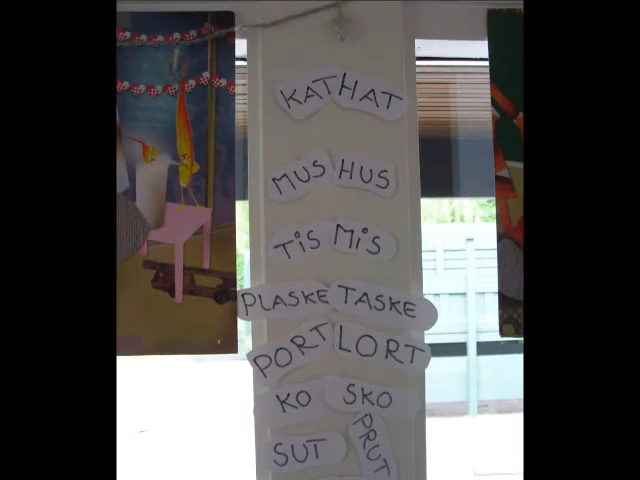 KAT HAT
MUS HUS
TiS MiS
PLASKE TASKE
PORT LORT
KO SKO
SUT PRUT